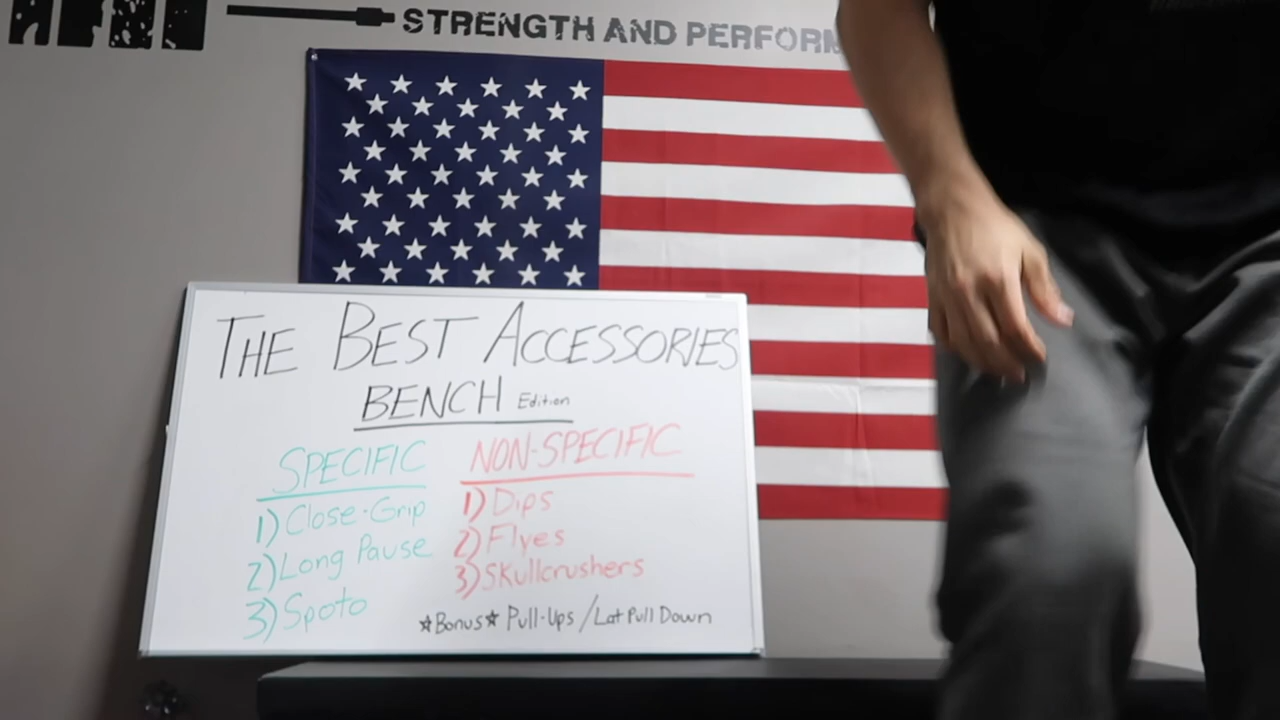 STRENGTH AND PERFORM
THE BEST ACCESSORIES
BENCH Edition
SPECIFIC
1) Close-Grip
2) Long Pause
3) Spoto
NON-SPECIFIC
1) Dips
2) Flyes
3) Skullcrushers
☆Bonus☆ Pull-Ups / Lat Pull Down